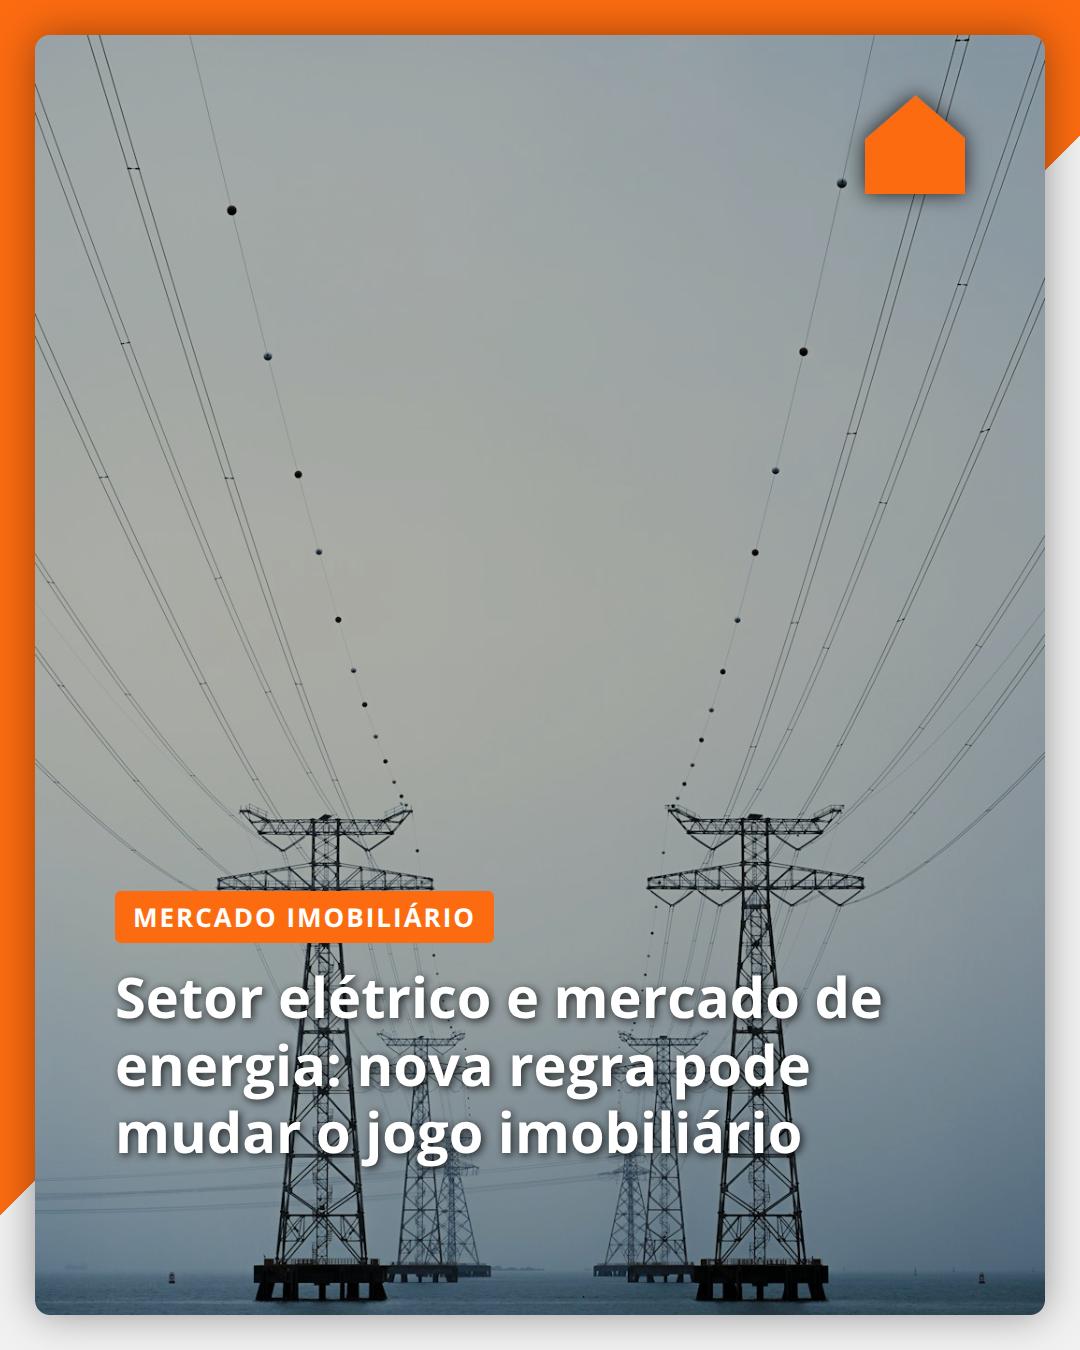 MERCADO IMOBILIÁRIO
Setor elétrico e mercado de
energia: nova regra pode
mudar o jogo imobiliário